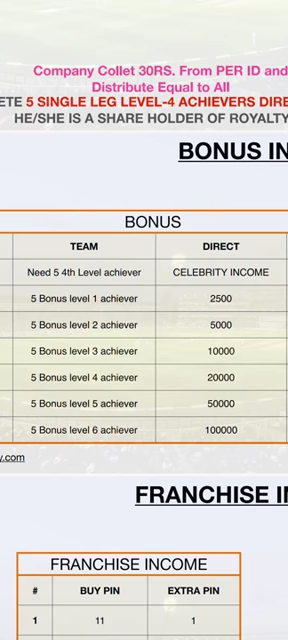 Company Collet 30RS. From PER ID and
Distribute Equal to All
ETE 5 SINGLE LEG LEVEL-4 ACHIEVERS DIRE
HE/SHE IS A SHARE HOLDER OF ROYALTY
BONUS IN
BONUS
TEAM DIRECT
Need 5 4th Level achiever CELEBRITY INCOME
5 Bonus level 1 achiever 2500
5 Bonus level 2 achiever 5000
5 Bonus level 3 achiever 10000
5 Bonus level 4 achiever 20000
5 Bonus level 5 achiever 50000
5 Bonus level 6 achiever 100000
y.com
FRANCHISE I
FRANCHISE INCOME
# BUY PIN EXTRA PIN
1 11 1